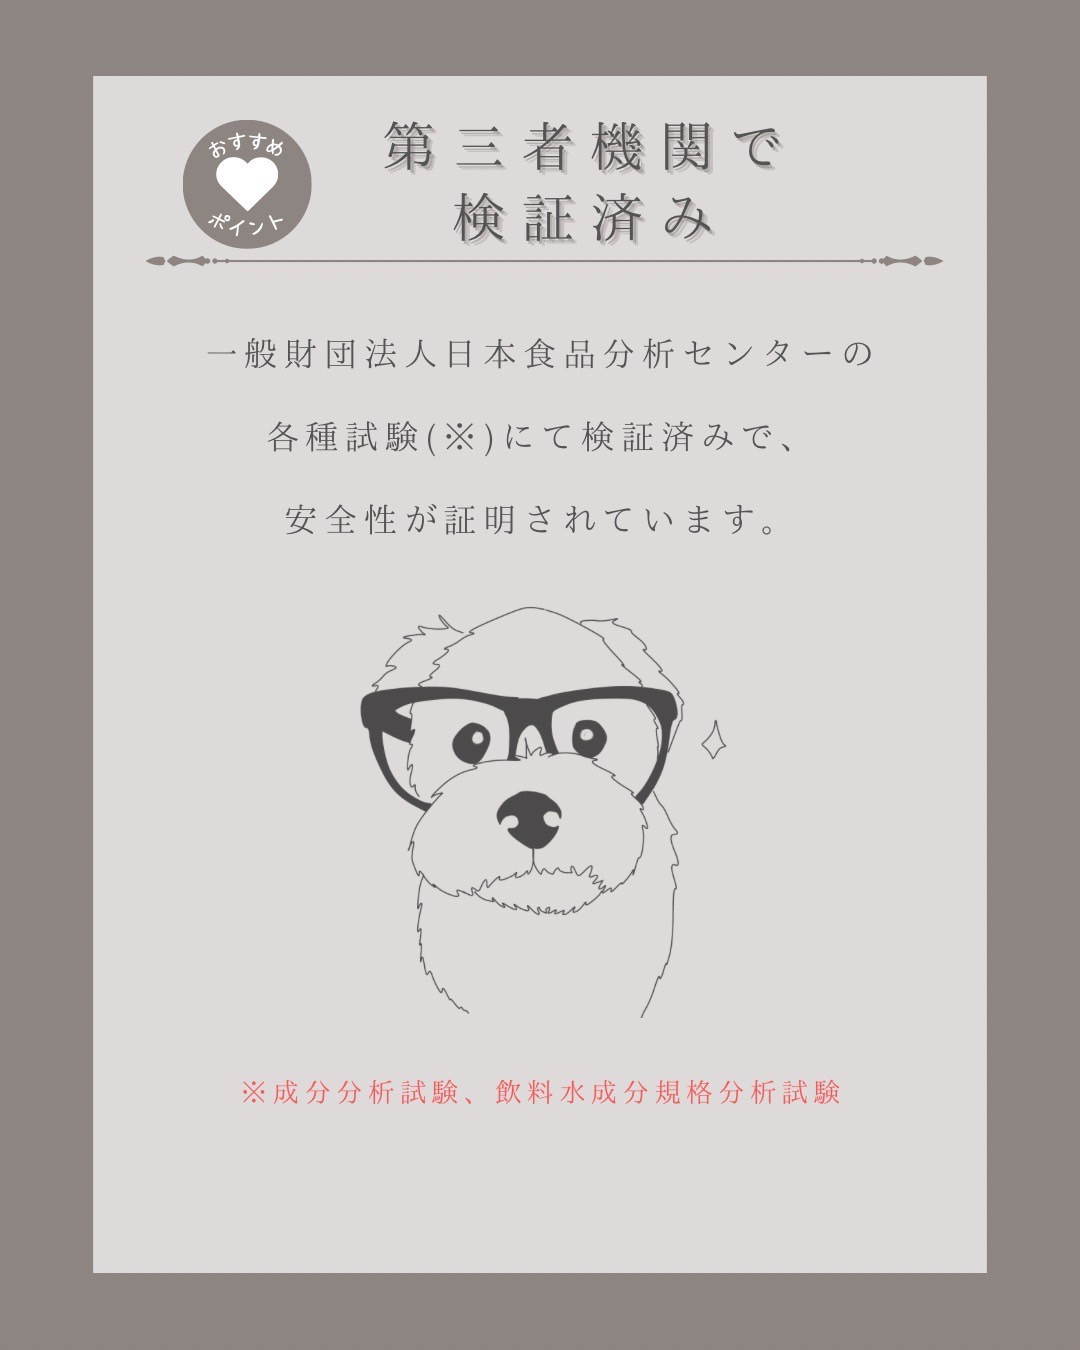 おすすめ
ポイント
第三者機関で
検証済み
一般財団法人日本食品分析センターの
各種試験(※)にて検証済みで、
安全性が証明されています。
※成分分析試験、飲料水成分規格分析試験